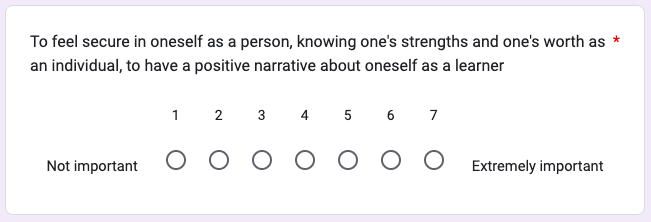 To feel secure in oneself as a person, knowing one's strengths and one's worth as *
an individual, to have a positive narrative about oneself as a learner
1 2 3 4 5 6 7
Not important Extremely important